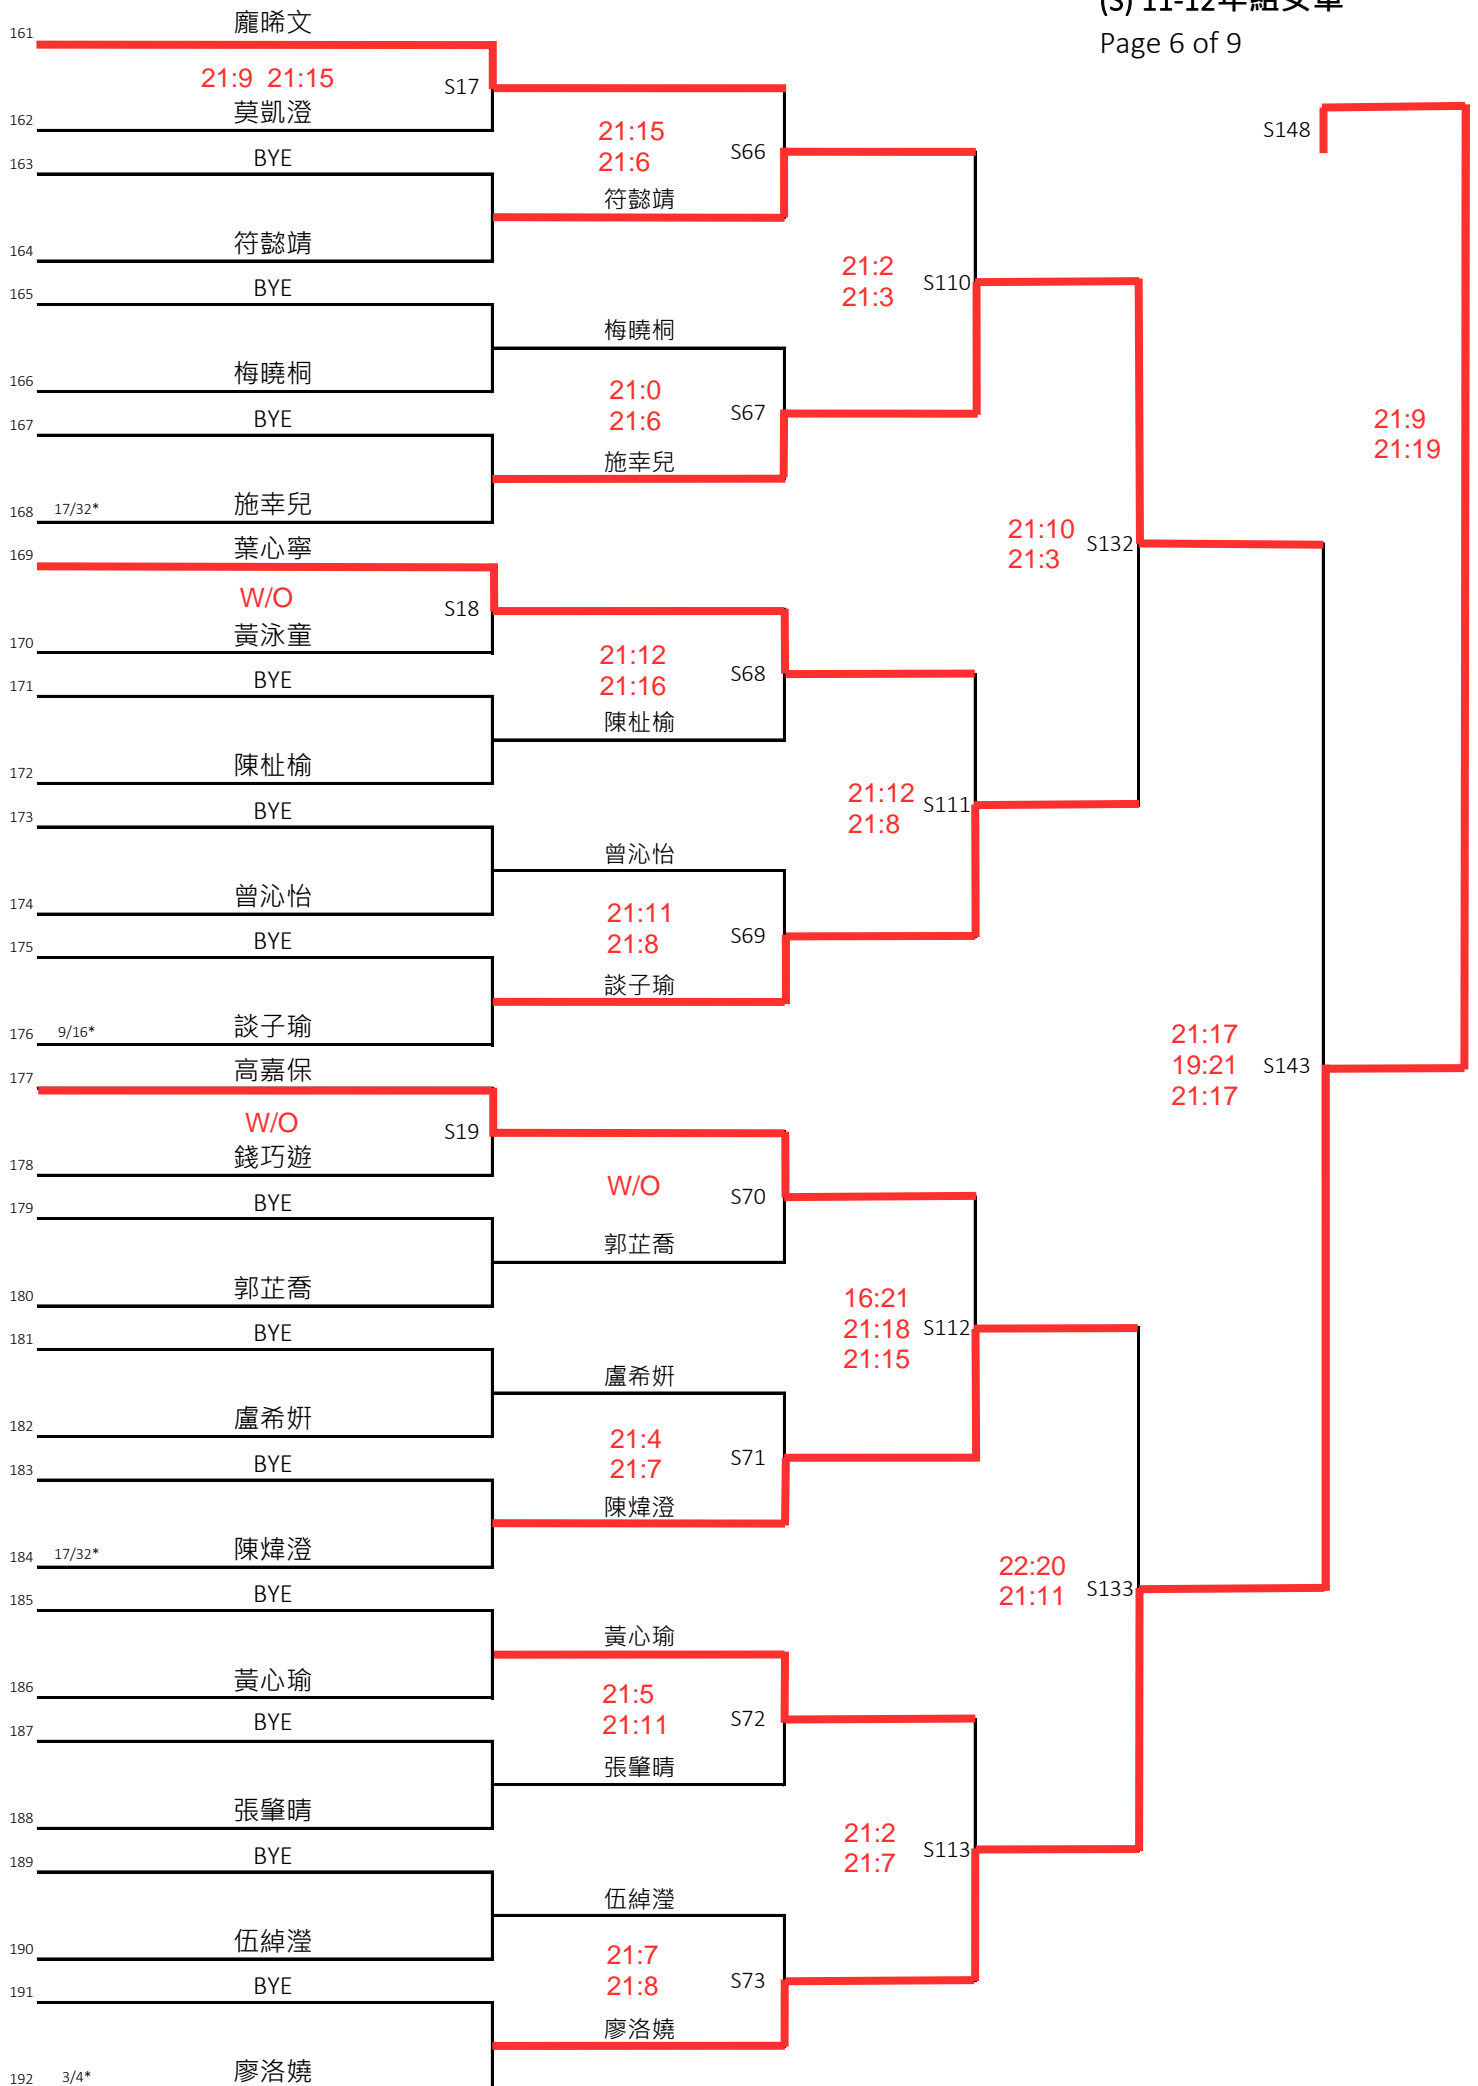 (S) 11-12年組女單
Page 6 of 9
161 龐晞文
21:9 21:15 S17
162 莫凱澄
163 BYE
21:15
21:6
S66
符懿靖
164 符懿靖
165 BYE
21:2
21:3
S110
梅曉桐
166 梅曉桐
167 BYE
21:0
21:6
S67
施幸兒
168 17/32* 施幸兒
S148
21:9
21:19
169 葉心寧
21:10
21:3
S132
W/O S18
170 黃泳童
171 BYE
21:12
21:16
S68
陳杫榆
172 陳杫榆
173 BYE
21:12
21:8
S111
曾沁怡
174 曾沁怡
175 BYE
21:11
21:8
S69
談子瑜
176 9/16* 談子瑜
21:17
19:21
21:17
S143
177 高嘉保
W/O S19
178 錢巧遊
179 BYE
W/O S70
郭芷喬
180 郭芷喬
181 BYE
16:21
21:18
21:15
S112
盧希妍
182 盧希妍
183 BYE
21:4
21:7
S71
陳煒澄
184 17/32* 陳煒澄
22:20
21:11
S133
185 BYE
黃心瑜
186 黃心瑜
187 BYE
21:5
21:11
S72
張肇晴
188 張肇晴
189 BYE
21:2
21:7
S113
伍綽瀅
190 伍綽瀅
191 BYE
21:7
21:8
S73
廖洛嬈
192 3/4* 廖洛嬈